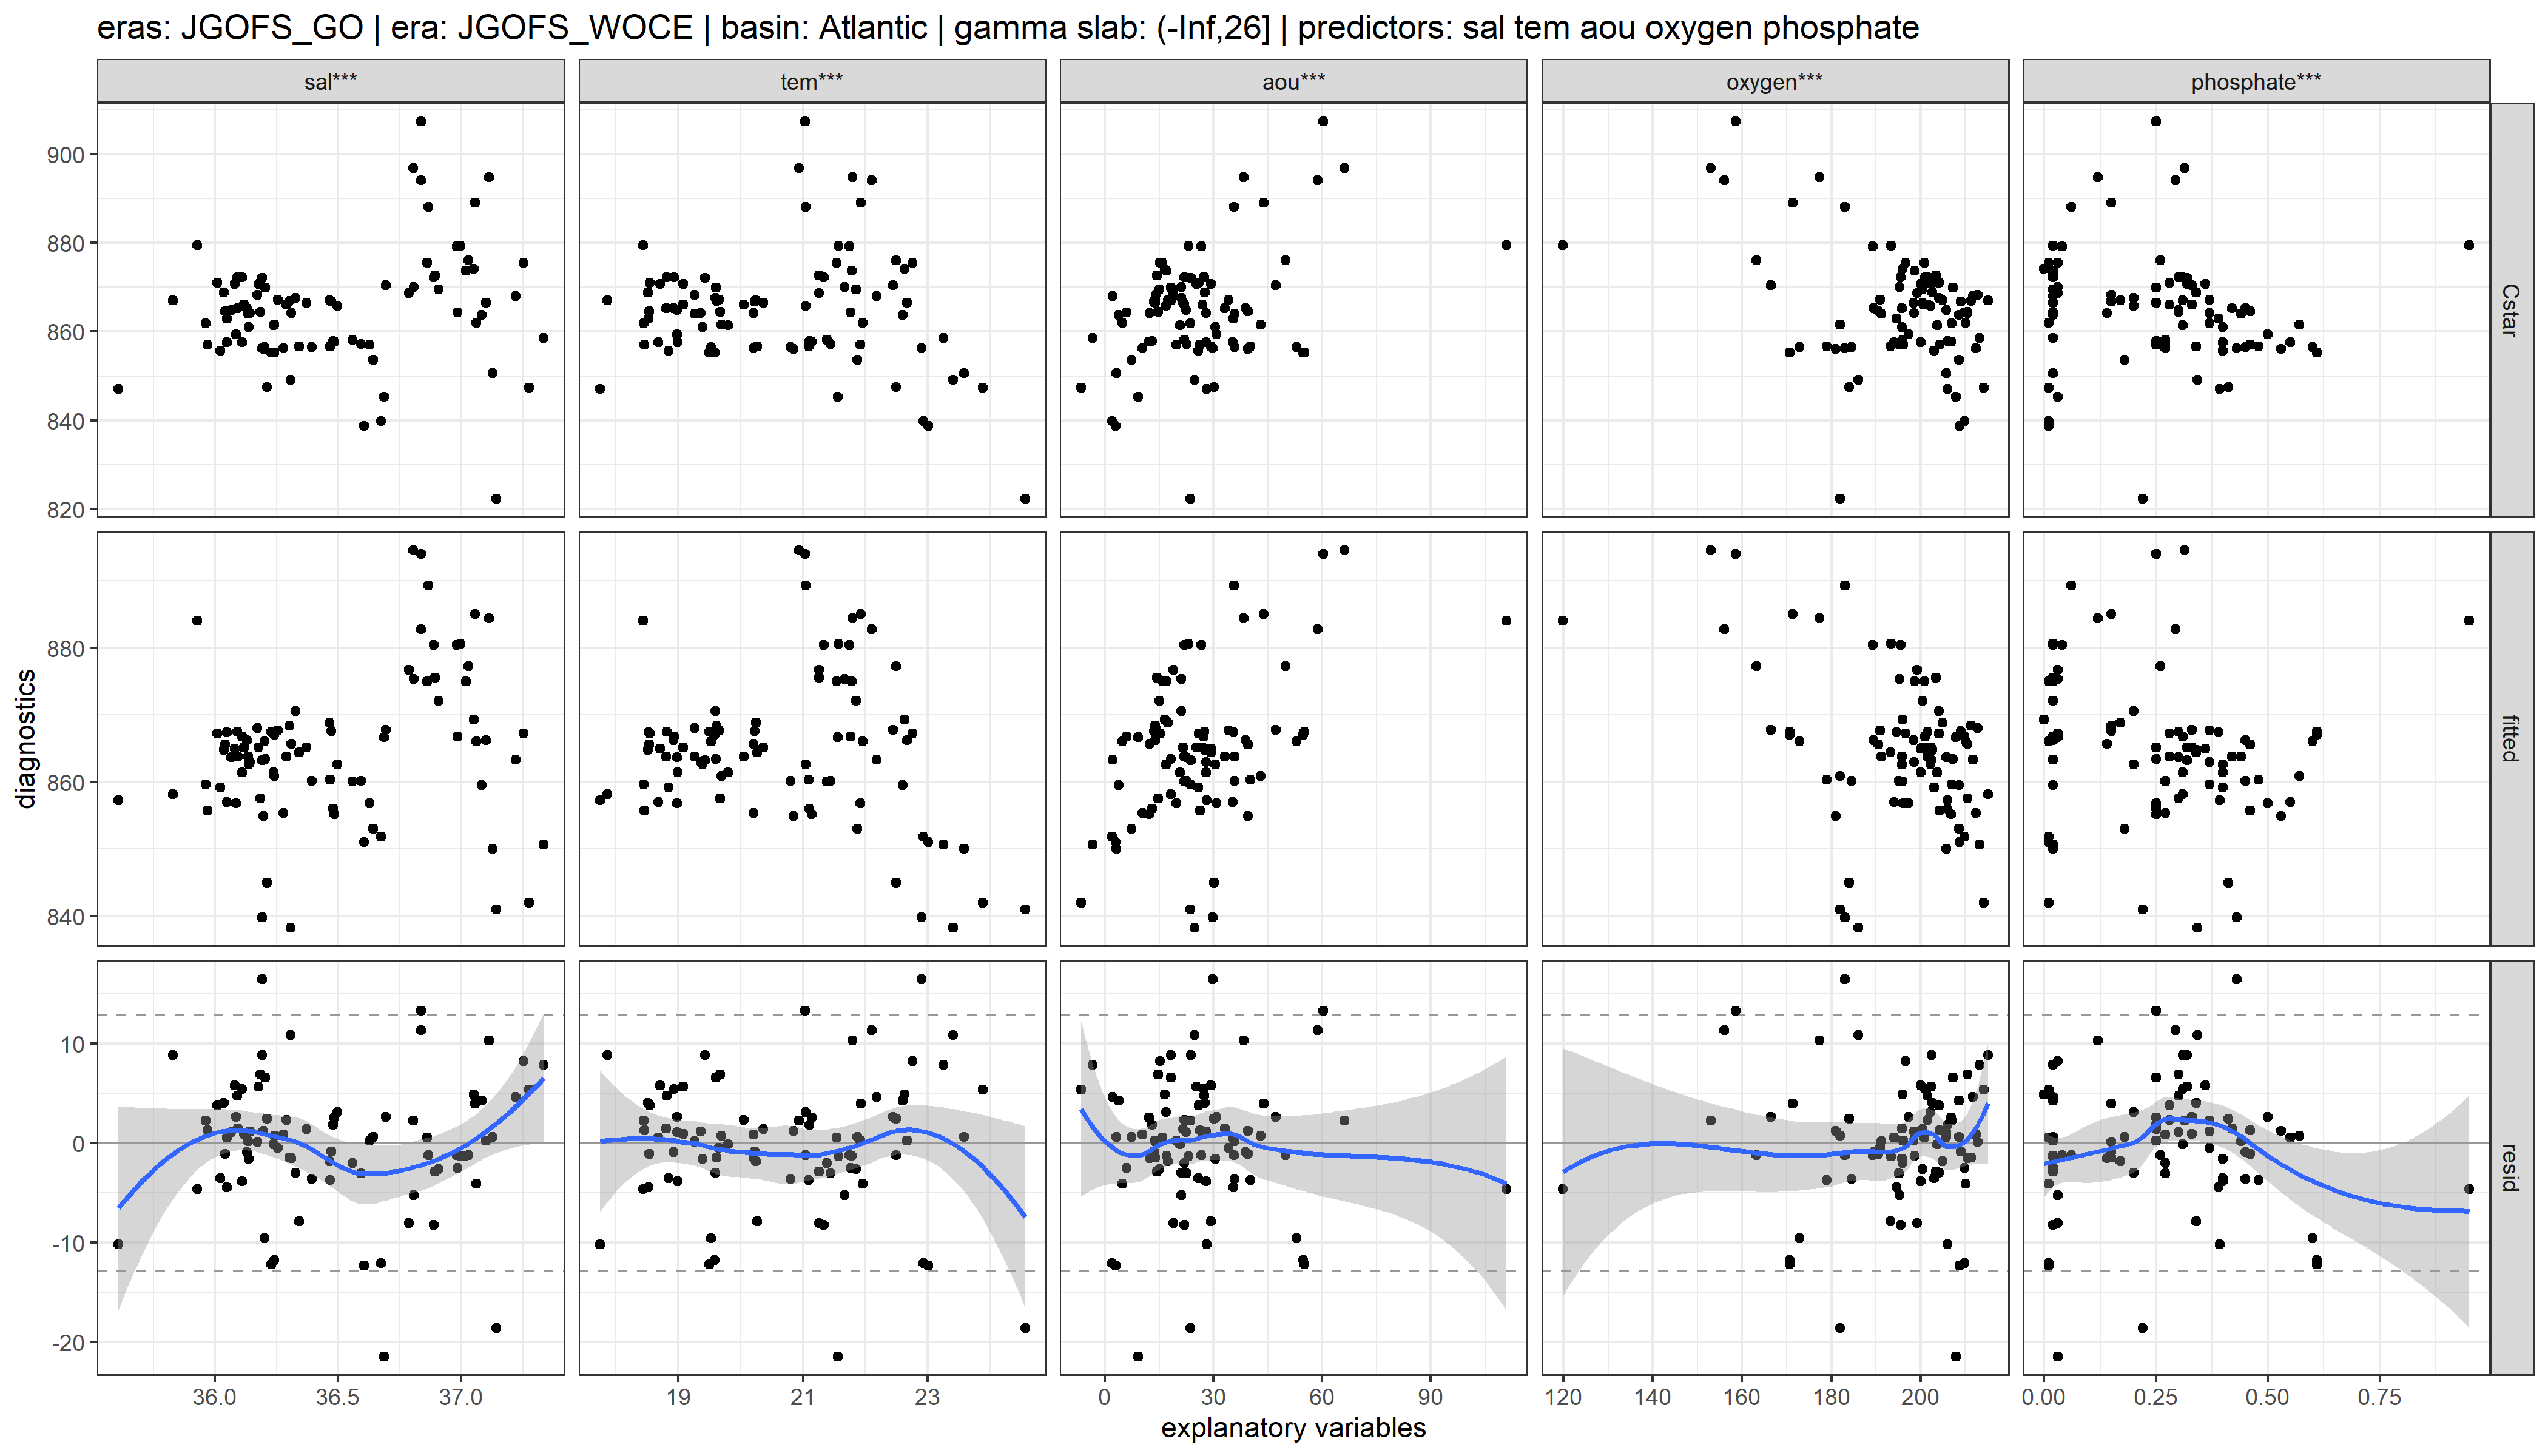 eras: JGOFS_GO | era: JGOFS_WOCE | basin: Atlantic | gamma slab: (-Inf,26] | predictors: sal tem aou oxygen phosphate
sal*** tem*** aou*** oxygen*** phosphate***
900
880
860
840
820
Cstar
880
860
840
fitted
diagnostics
10
0
-10
-20
resid
36.0 36.5 37.0 19 21 23 0 30 60 90 120 140 160 180 200 0.00 0.25 0.50 0.75
explanatory variables